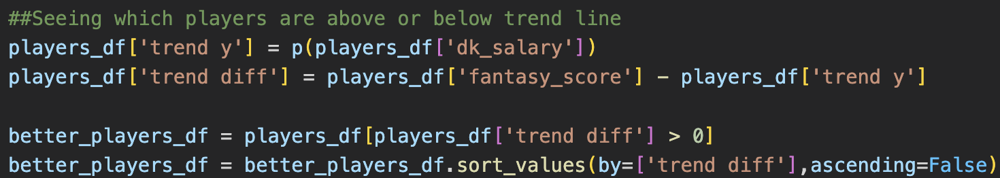 ##Seeing which players are above or below trend line
players_df['trend y'] = p(players_df['dk_salary'])
players_df['trend diff'] = players_df['fantasy_score'] - players_df['trend y']
better_players_df = players_df[players_df['trend diff'] > 0]
better_players_df = better_players_df.sort_values(by=['trend diff'],ascending=False)